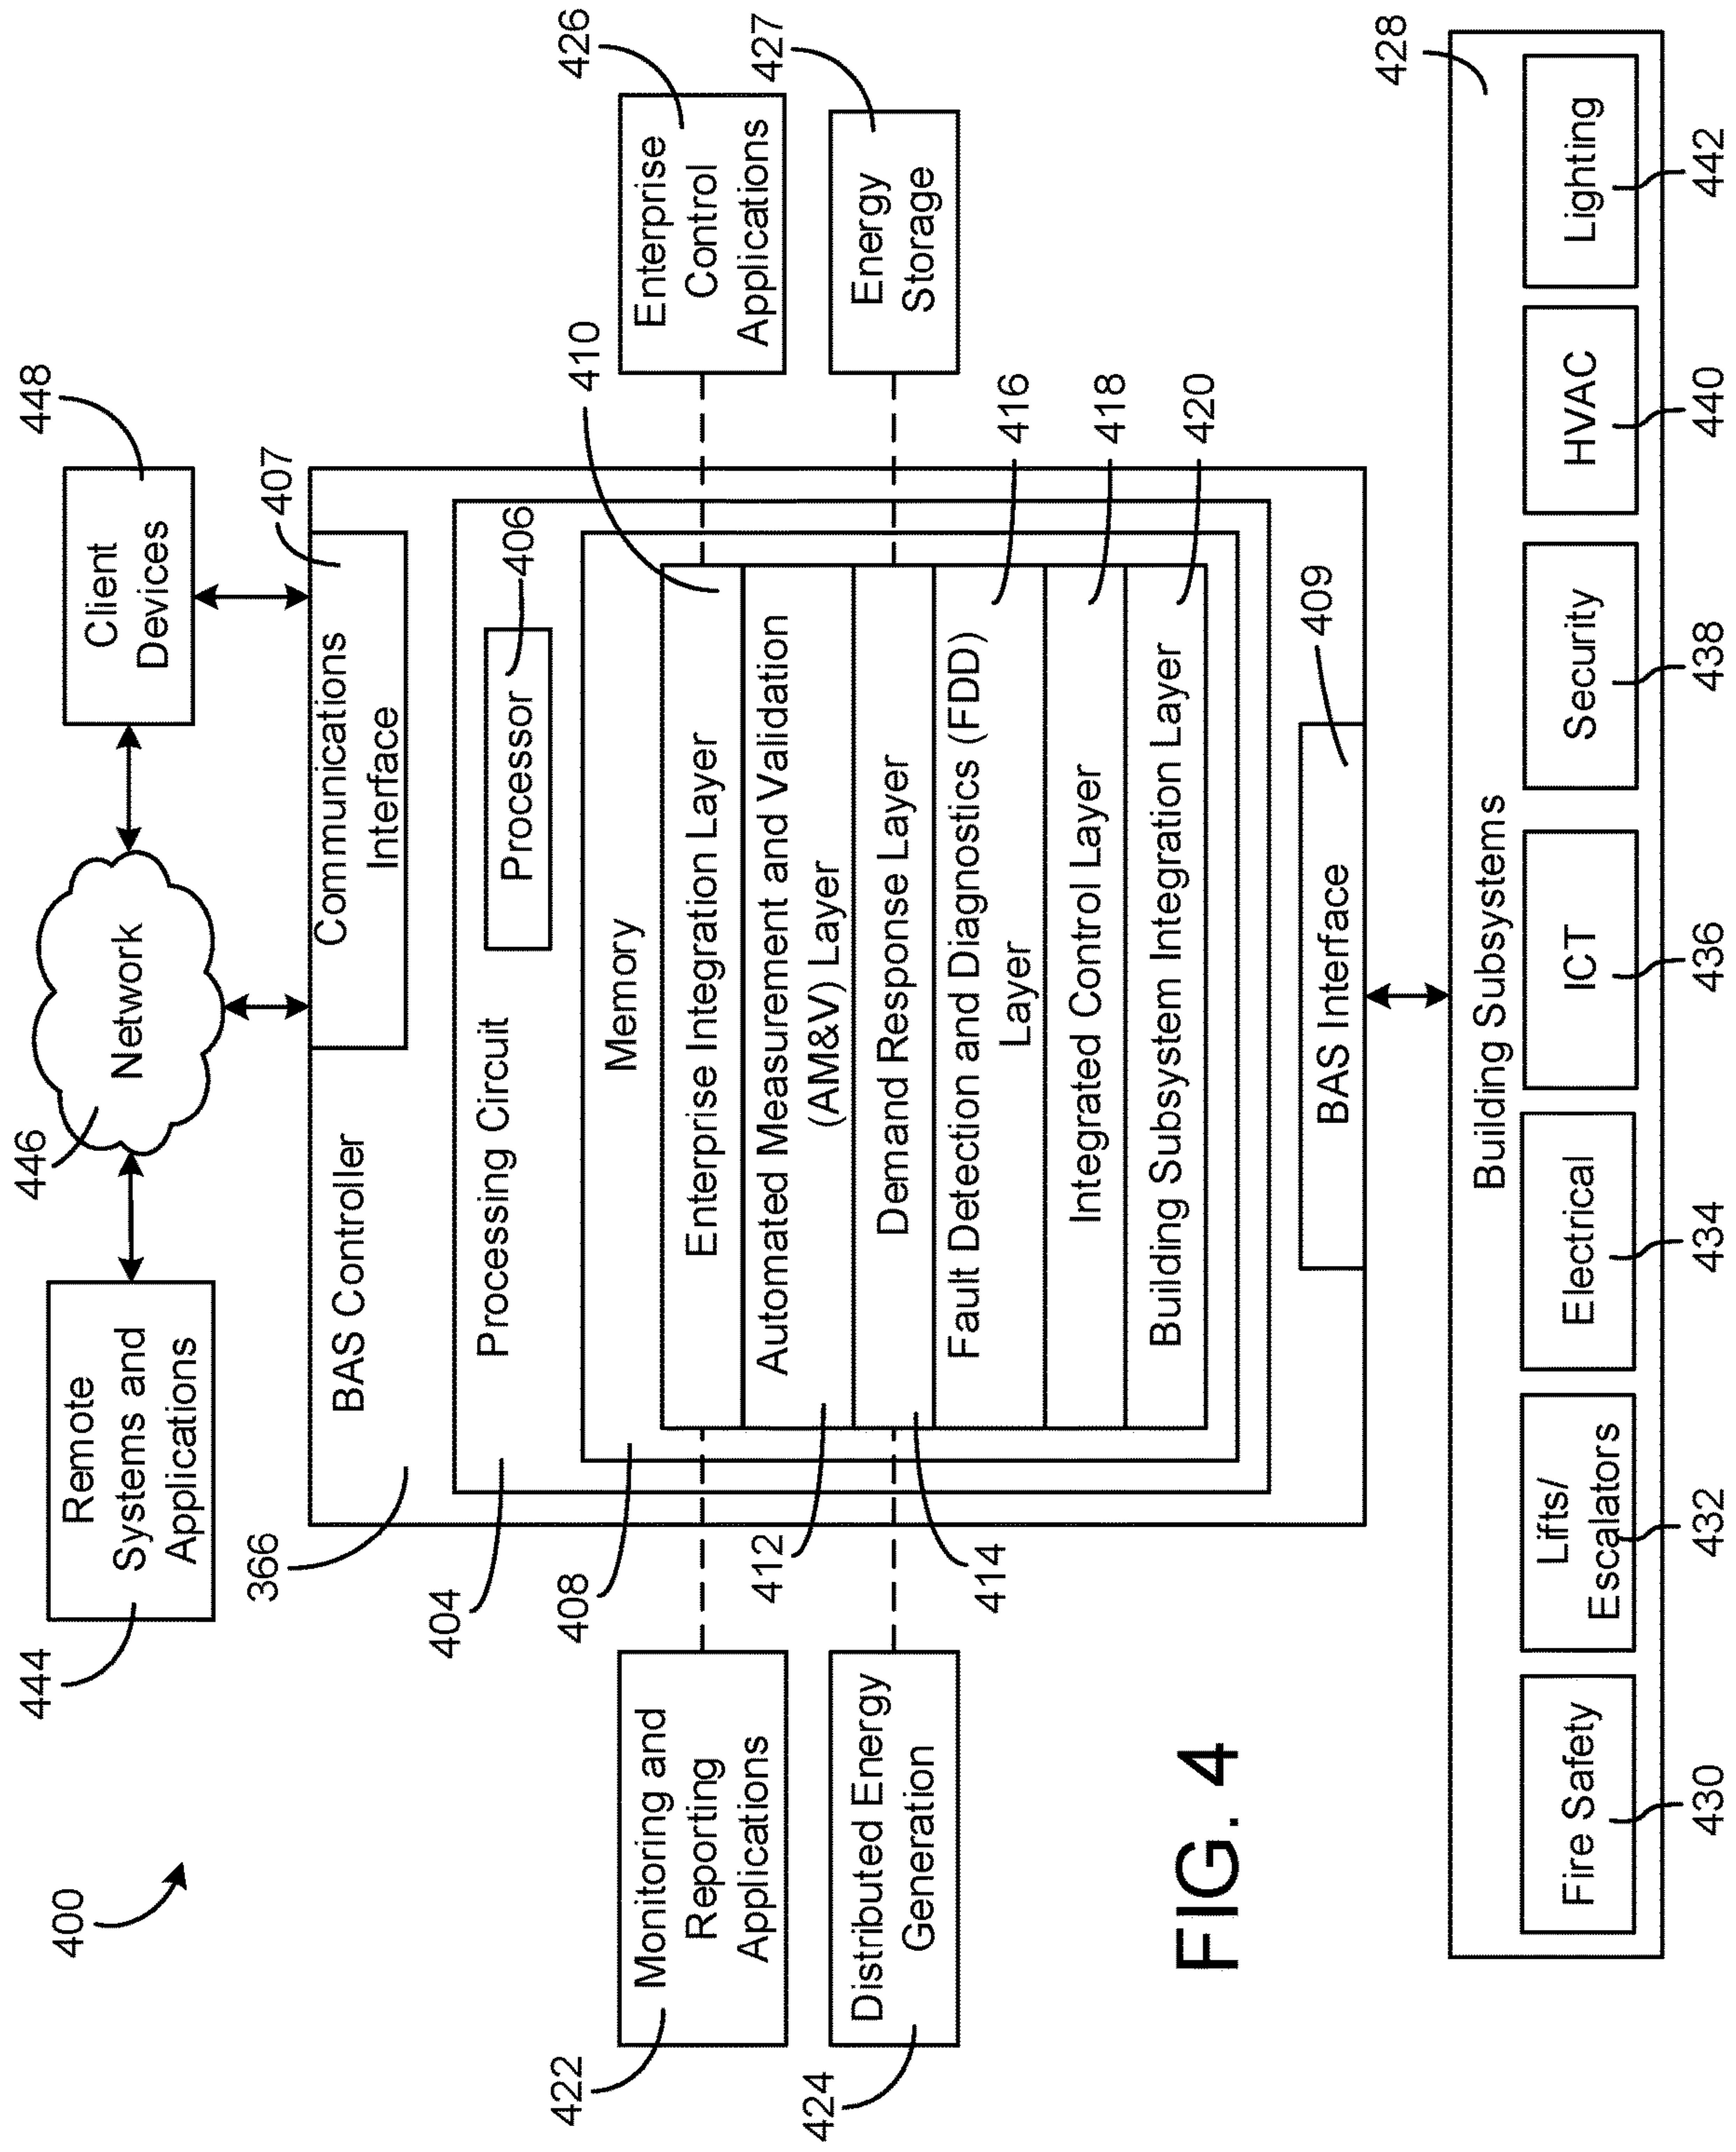 400
444
Remote
Systems and
Applications
446
Network
Client
Devices
448
366
BAS Controller
Communications
Interface
407
404
Processing Circuit
Processor
406
408
Memory
410
Enterprise Integration Layer
Automated Measurement and Validation
(AM&V) Layer
412
Demand Response Layer
414
Fault Detection and Diagnostics (FDD)
Layer
416
Integrated Control Layer
418
Building Subsystem Integration Layer
420
422
Monitoring and
Reporting
Applications
424
Distributed Energy
Generation
Enterprise
Control
Applications
426
Energy
Storage
427
BAS Interface
409
FIG. 4
Building Subsystems
428
Fire Safety
Lifts/
Escalators
Electrical
ICT
Security
HVAC
Lighting
430
432
434
436
438
440
442